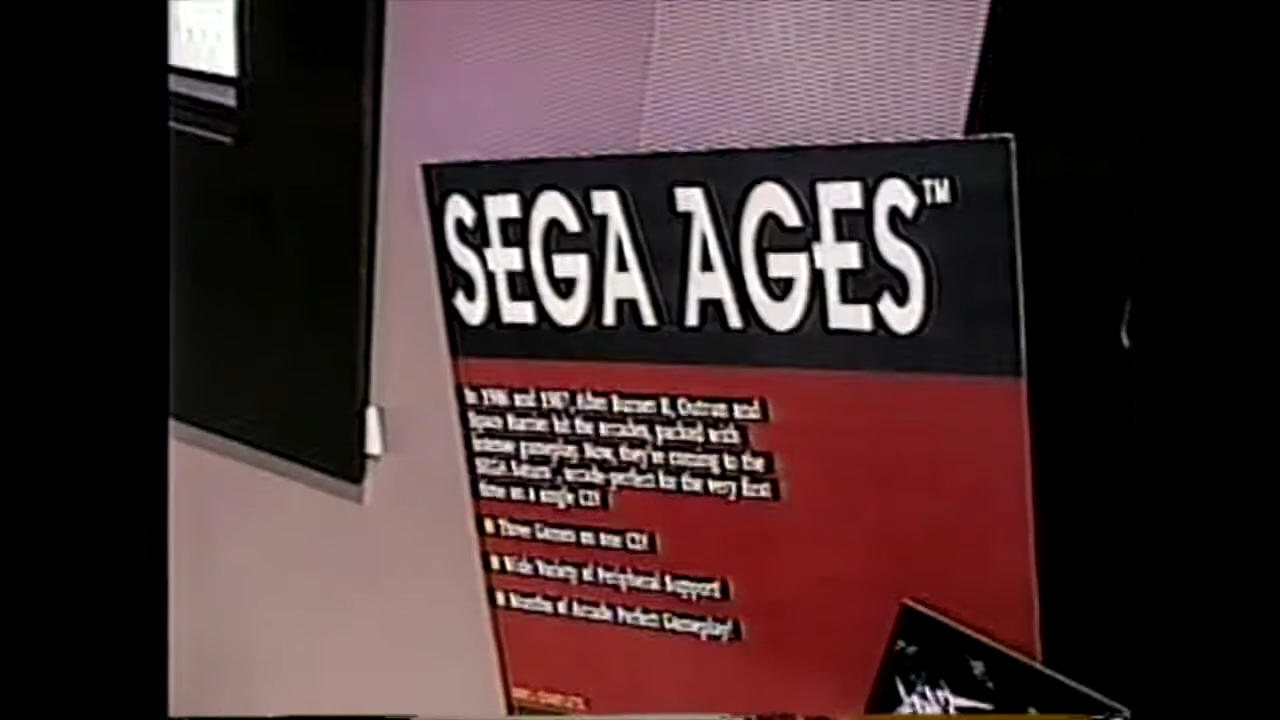 SEGA AGES™
In 1986 and 1987, After Burner II, Outrun and
Space Harrier hit the arcades, packed with
intense gameplay. Now, they're coming to the
SEGA Saturn™, arcade-perfect for the very first
time on a single CD!
Three Games on one CD!
Wide Variety of Peripheral Support!
Months of Arcade Perfect Gameplay!